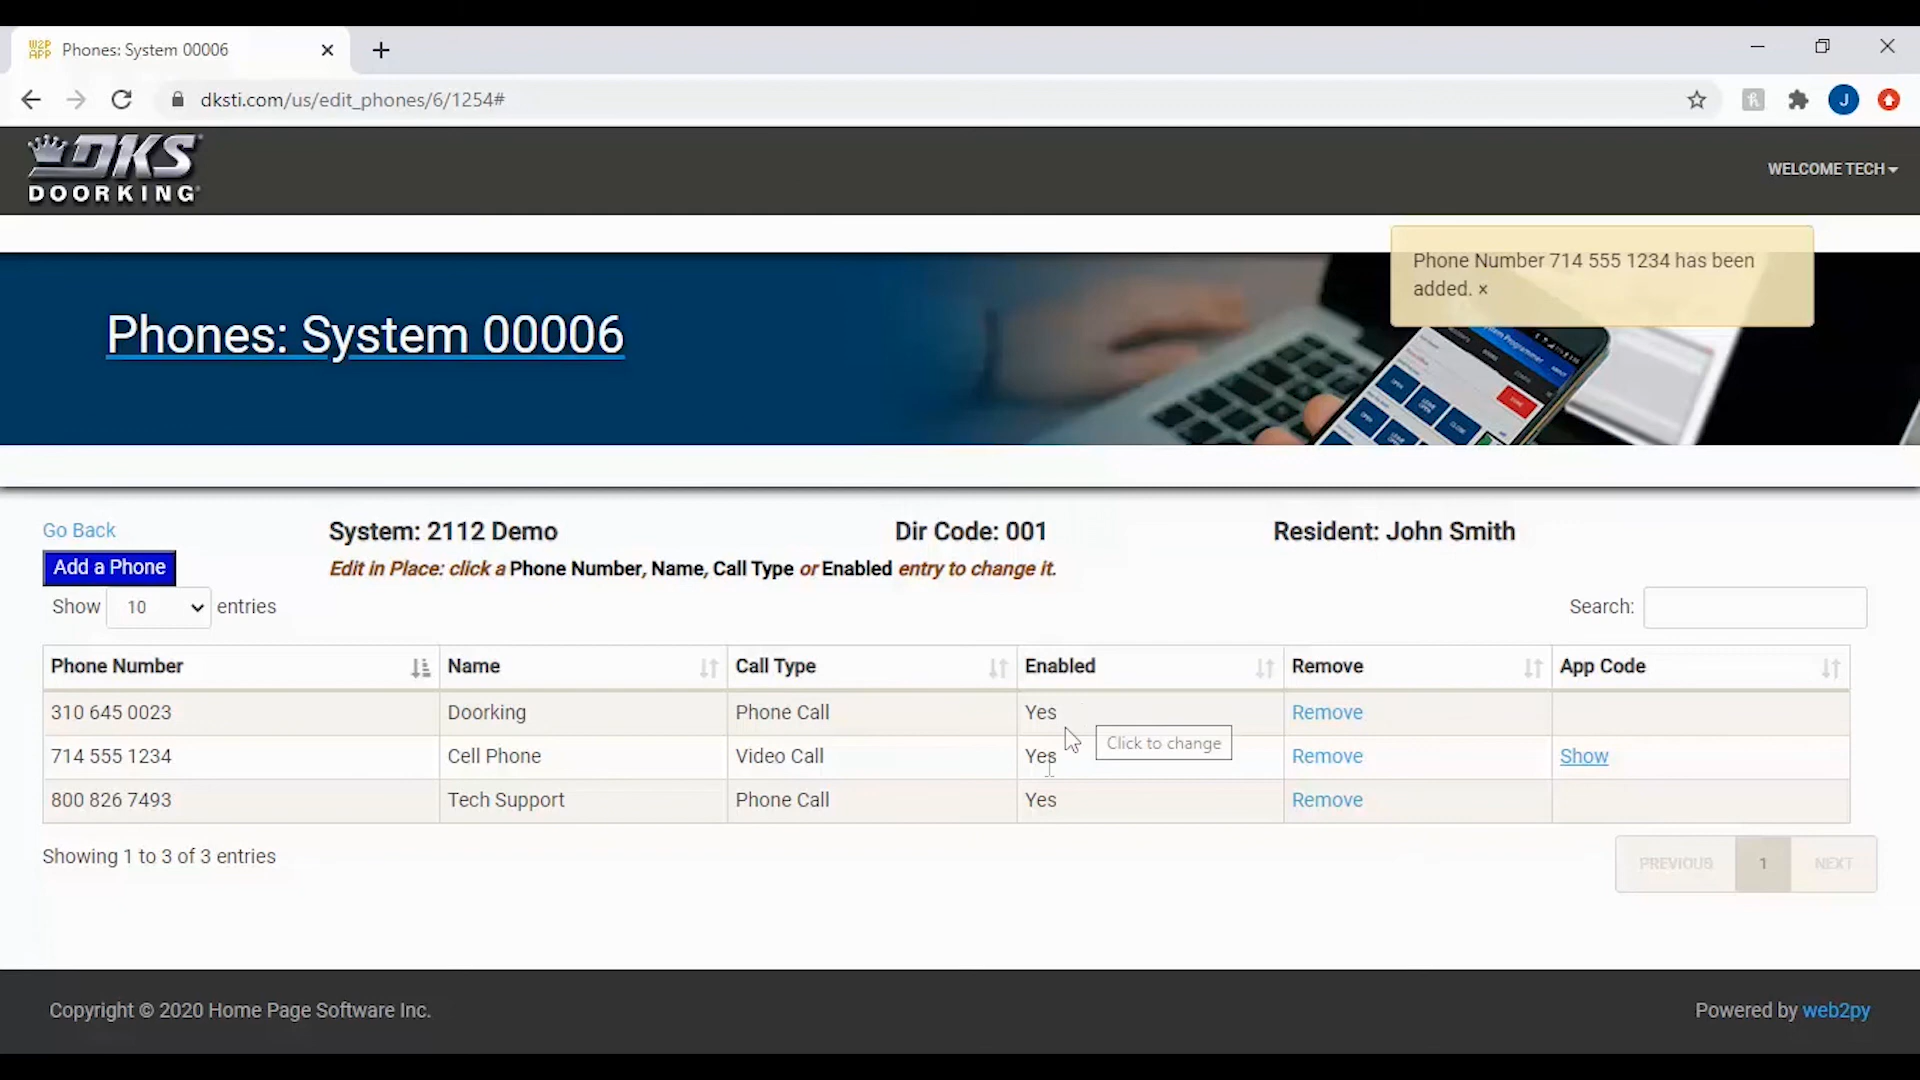 W2P
APP
Phones: System 00006
dksti.com/us/edit_phones/6/1254#
J
DKS
DOORKING
WELCOME TECH
Phone Number 714 555 1234 has been
added. ×
Phones: System 00006
Go Back
System: 2112 Demo
Dir Code: 001
Resident: John Smith
Add a Phone
Edit in Place: click a Phone Number, Name, Call Type or Enabled entry to change it.
Show 10 entries
Search:
Phone Number Name Call Type Enabled Remove App Code
310 645 0023 Doorking Phone Call Yes Remove
Click to change
714 555 1234 Cell Phone Video Call Yes Remove Show
800 826 7493 Tech Support Phone Call Yes Remove
Showing 1 to 3 of 3 entries
PREVIOUS 1 NEXT
Copyright © 2020 Home Page Software Inc.
Powered by web2py